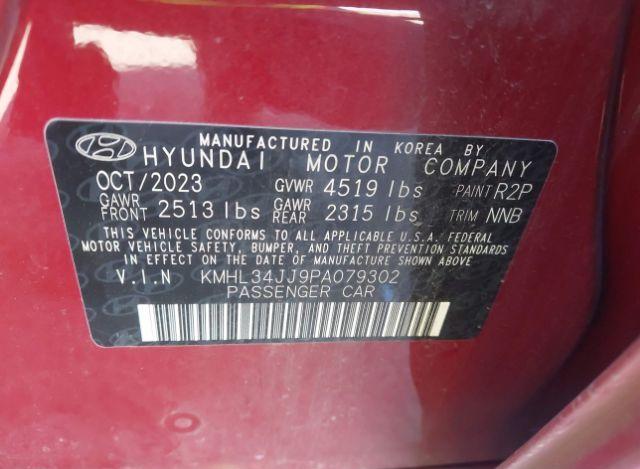 MANUFACTURED IN KOREA BY
HYUNDAI MOTOR COMPANY
OCT/2023 GVWR 4519 lbs PAINT R2P
GAWR FRONT 2513 lbs GAWR REAR 2315 lbs TRIM NNB
THIS VEHICLE CONFORMS TO ALL APPLICABLE U.S.A. FEDERAL
MOTOR VEHICLE SAFETY, BUMPER, AND THEFT PREVENTION STANDARDS
IN EFFECT ON THE DATE OF MANUFACTURE SHOWN ABOVE.
V.I.N KMHL34JJ9PA079302
PASSENGER CAR